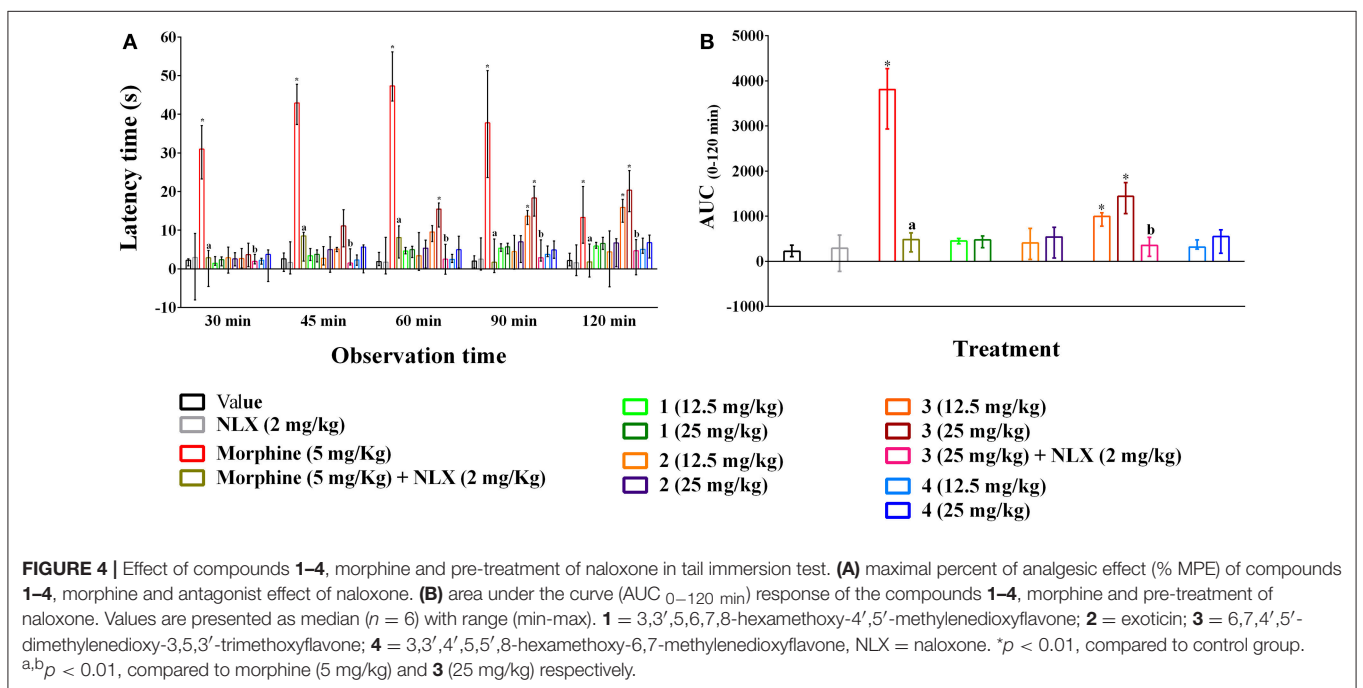 A
60
50
40
30
20
10
0
-10
Latency time (s)
* a b
* a b
* a * b
* a * * b
* a * * b
30 min 45 min 60 min 90 min 120 min
Observation time
B
5000
4000
3000
2000
1000
0
-1000
AUC (0-120 min)
* a * * b
Treatment
Value
NLX (2 mg/kg)
Morphine (5 mg/Kg)
Morphine (5 mg/Kg) + NLX (2 mg/Kg)
1 (12.5 mg/kg)
1 (25 mg/kg)
2 (12.5 mg/kg)
2 (25 mg/kg)
3 (12.5 mg/kg)
3 (25 mg/kg)
3 (25 mg/kg) + NLX (2 mg/kg)
4 (12.5 mg/kg)
4 (25 mg/kg)
FIGURE 4 | Effect of compounds 1–4, morphine and pre-treatment of naloxone in tail immersion test. (A) maximal percent of analgesic effect (% MPE) of compounds
1–4, morphine and antagonist effect of naloxone. (B) area under the curve (AUC 0–120 min) response of the compounds 1–4, morphine and pre-treatment of
naloxone. Values are presented as median (n = 6) with range (min-max). 1 = 3,3′,5,6,7,8-hexamethoxy-4′,5′-methylenedioxyflavone; 2 = exoticin; 3 = 6,7,4′,5′-
dimethylenedioxy-3,5,3′-trimethoxyflavone; 4 = 3,3′,4′,5,5′,8-hexamethoxy-6,7-methylenedioxyflavone, NLX = naloxone. *p < 0.01, compared to control group.
a,bp < 0.01, compared to morphine (5 mg/kg) and 3 (25 mg/kg) respectively.